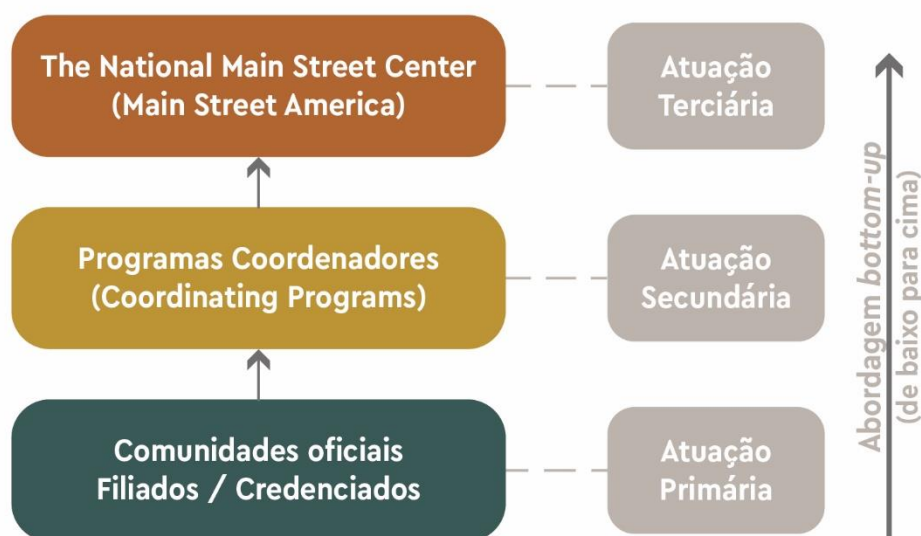 The National Main Street Center
(Main Street America)
Atuação
Terciária
Programas Coordenadores
(Coordinating Programs)
Atuação
Secundária
Comunidades oficiais
Filiados / Credenciados
Atuação
Primária
Abordagem bottom-up
(de baixo para cima)